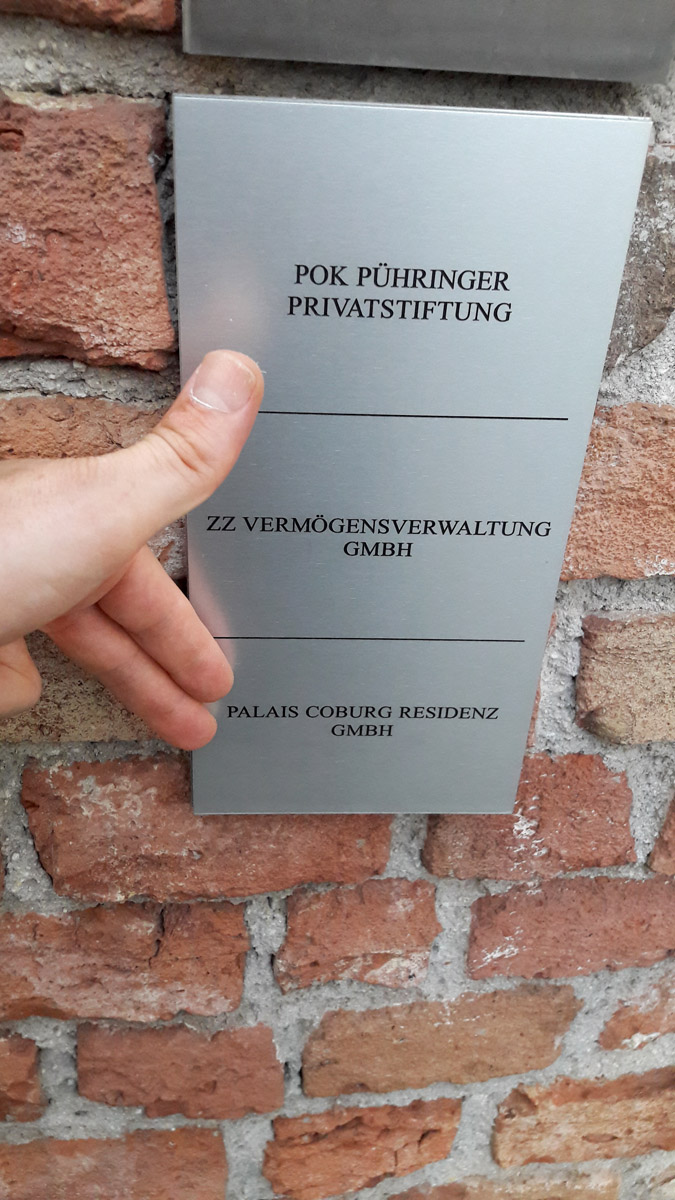 POK PÜHRINGER
PRIVATSTIFTUNG
ZZ VERMÖGENSVERWALTUNG
GMBH
PALAIS COBURG RESIDENZ
GMBH